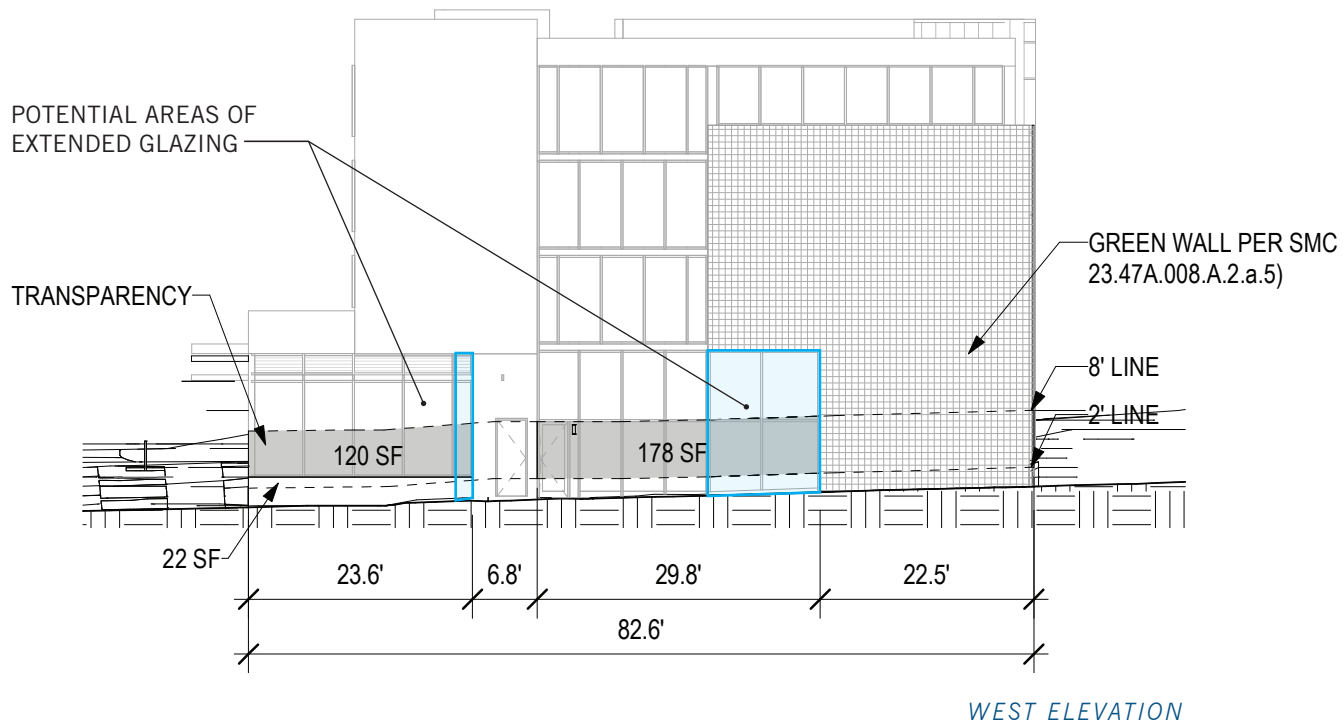 POTENTIAL AREAS OF
EXTENDED GLAZING
TRANSPARENCY
GREEN WALL PER SMC
23.47A.008.A.2.a.5)
8' LINE
2' LINE
120 SF
178 SF
22 SF
23.6'
6.8'
29.8'
22.5'
82.6'
WEST ELEVATION